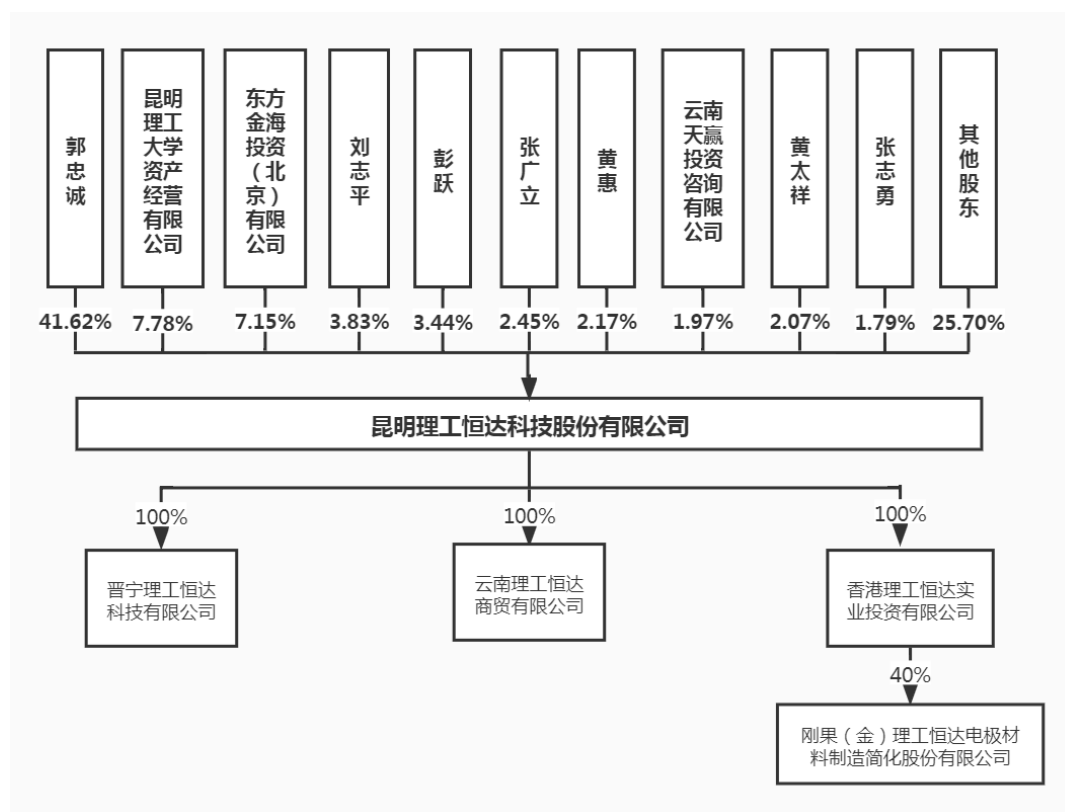 郭忠诚
昆明
理工
大学
资产
经营
有限
公司
东方
金海
投资
（北
京）
有限
公司
刘志平
彭跃
张广立
黄惠
云南
天赢
投资
咨询
有限
公司
黄太祥
张志勇
其他股东
41.62%
7.78%
7.15%
3.83%
3.44%
2.45%
2.17%
1.97%
2.07%
1.79%
25.70%
昆明理工恒达科技股份有限公司
100%
100%
100%
晋宁理工恒达
科技有限公司
云南理工恒达
商贸有限公司
香港理工恒达实
业投资有限公司
40%
刚果（金）理工恒达电极材
料制造简化股份有限公司